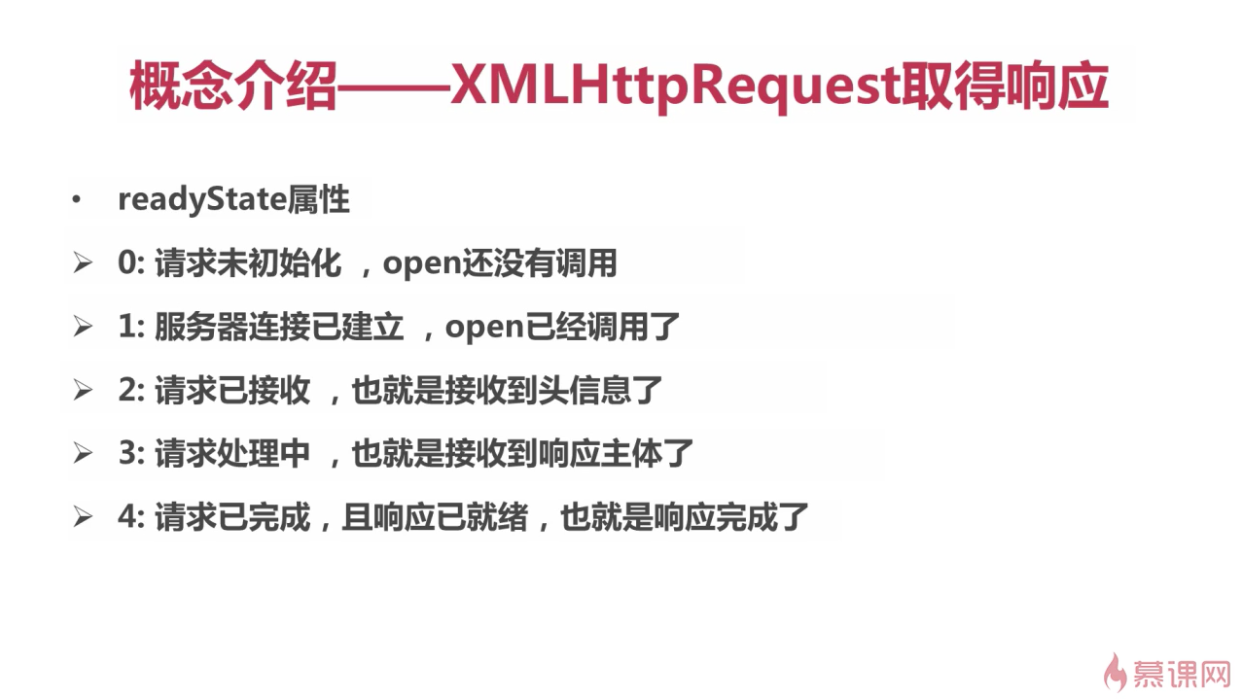 概念介绍——XMLHttpRequest取得响应
• readyState属性
➢ 0: 请求未初始化 ，open还没有调用
➢ 1: 服务器连接已建立 ，open已经调用了
➢ 2: 请求已接收 ，也就是接收到头信息了
➢ 3: 请求处理中 ，也就是接收到响应主体了
➢ 4: 请求已完成，且响应已就绪，也就是响应完成了
慕课网